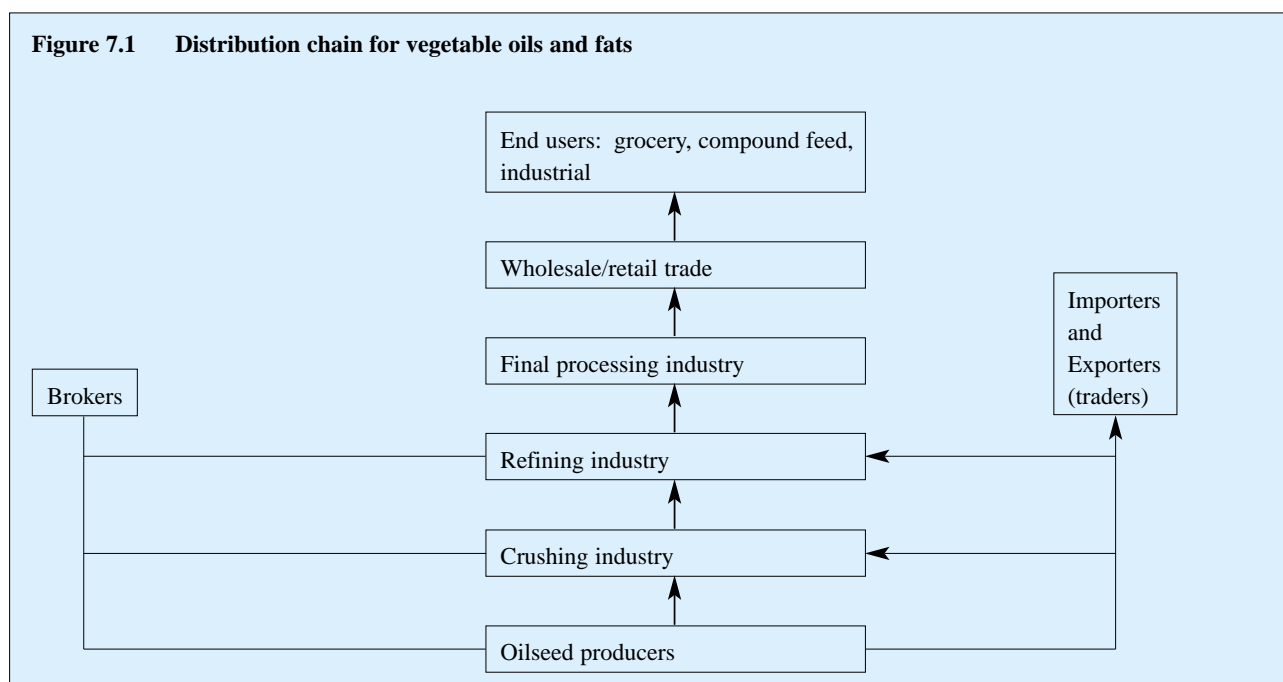 Figure 7.1 Distribution chain for vegetable oils and fats
End users: grocery, compound feed,
industrial
Wholesale/retail trade
Importers
and
Exporters
(traders)
Final processing industry
Brokers
Refining industry
Crushing industry
Oilseed producers